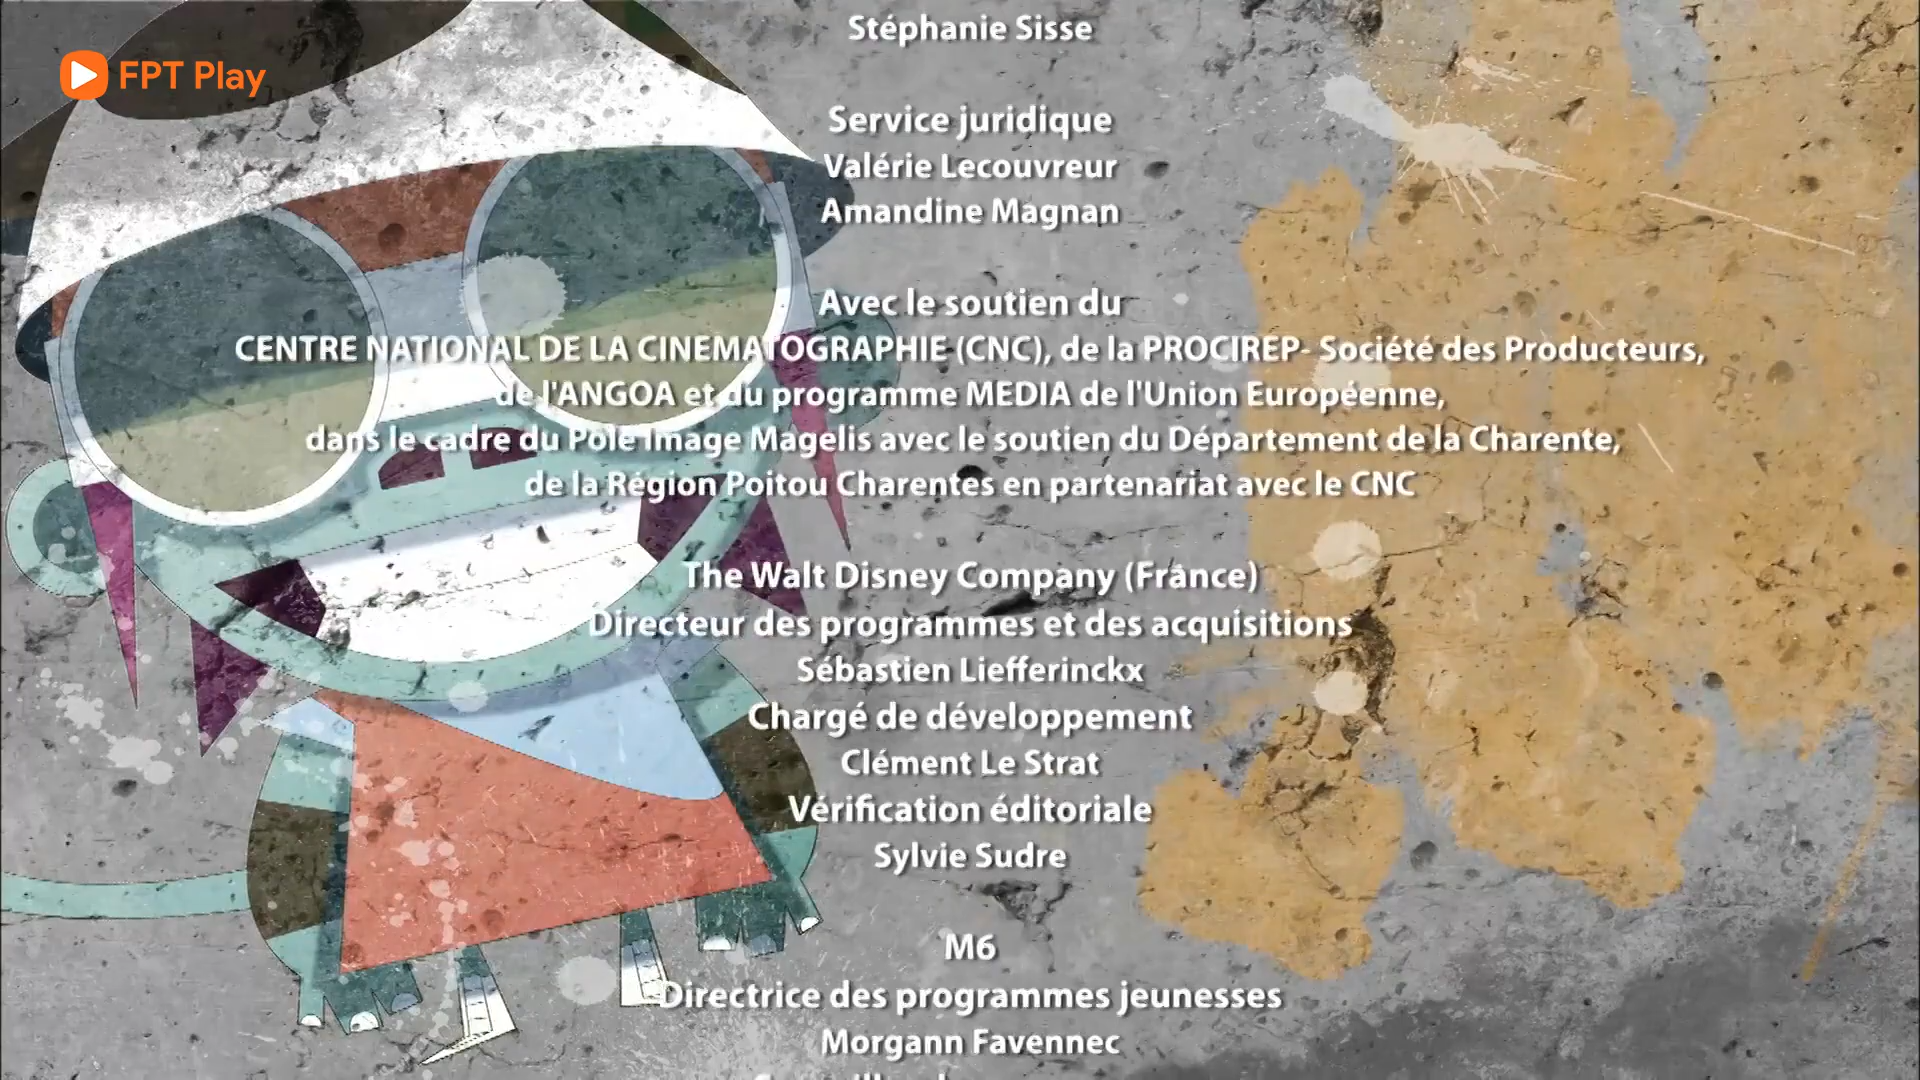 Stéphanie Sisse
FPT Play
Service juridique
Valérie Lecouvreur
Amandine Magnan
Avec le soutien du
CENTRE NATIONAL DE LA CINEMATOGRAPHIE (CNC), de la PROCIREP- Société des Producteurs,
de l'ANGOA et du programme MEDIA de l'Union Européenne,
dans le cadre du Pole Image Magelis avec le soutien du Département de la Charente,
de la Région Poitou Charentes en partenariat avec le CNC
The Walt Disney Company (France)
Directeur des programmes et des acquisitions
Sébastien Liefferinckx
Chargé de développement
Clément Le Strat
Vérification éditoriale
Sylvie Sudre
M6
Directrice des programmes jeunesses
Morgann Favennec